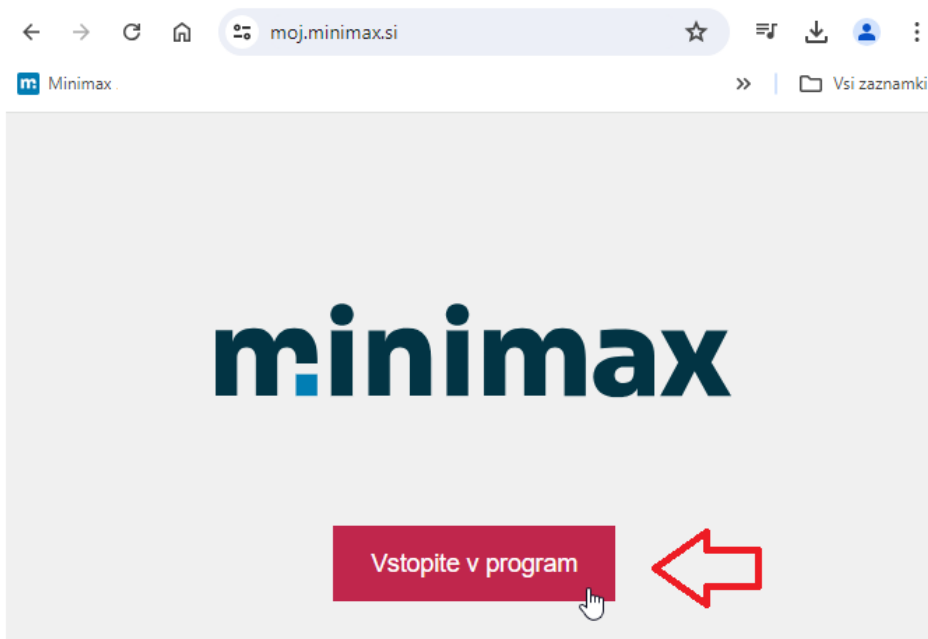 moj.minimax.si
m: Minimax
Vsi zaznamki
minimax
Vstopite v program